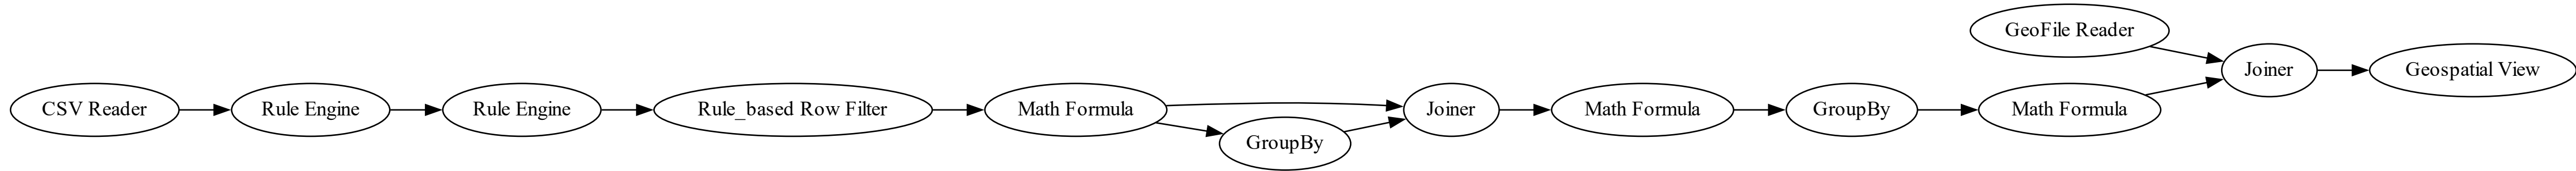 CSV Reader
Rule Engine
Rule Engine
Rule_based Row Filter
Math Formula
GroupBy
Joiner
Math Formula
GroupBy
Math Formula
GeoFile Reader
Joiner
Geospatial View